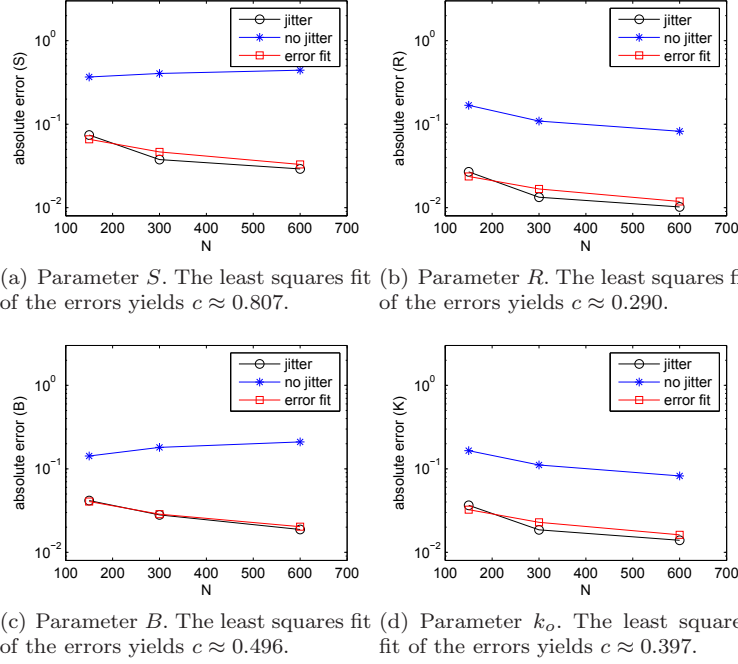 jitter
no jitter
error fit
absolute error (S)
10^0
10^-1
10^-2
100 200 300 400 500 600 700
N
jitter
no jitter
error fit
absolute error (R)
10^0
10^-1
10^-2
100 200 300 400 500 600 700
N
(a) Parameter S. The least squares fit
of the errors yields c ≈ 0.807.
(b) Parameter R. The least squares fi
of the errors yields c ≈ 0.290.
jitter
no jitter
error fit
absolute error (B)
10^0
10^-1
10^-2
100 200 300 400 500 600 700
N
jitter
no jitter
error fit
absolute error (K)
10^0
10^-1
10^-2
100 200 300 400 500 600 700
N
(c) Parameter B. The least squares fit
of the errors yields c ≈ 0.496.
(d) Parameter k_o. The least square
fit of the errors yields c ≈ 0.397.